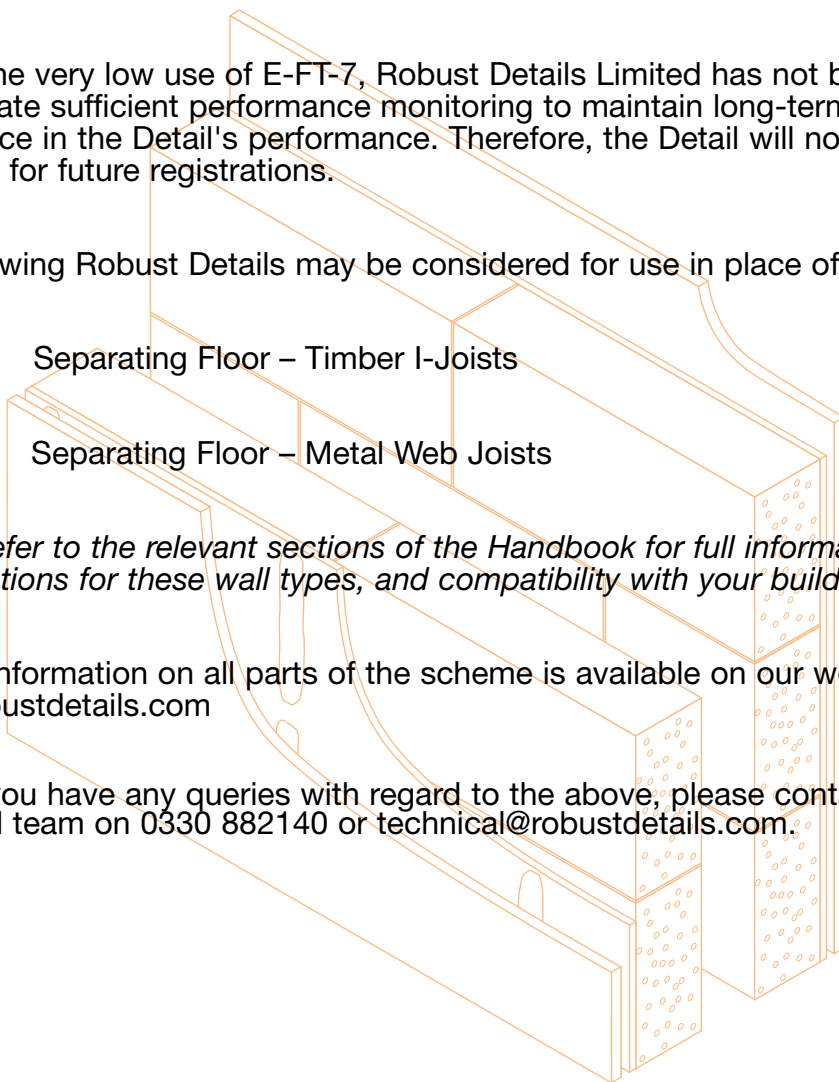 he very low use of E-FT-7, Robust Details Limited has not b
ate sufficient performance monitoring to maintain long-tern
ce in the Detail's performance. Therefore, the Detail will no
for future registrations.
wing Robust Details may be considered for use in place of
Separating Floor – Timber I-Joists
Separating Floor – Metal Web Joists
efer to the relevant sections of the Handbook for full informa
tions for these wall types, and compatibility with your build
nformation on all parts of the scheme is available on our w
bustdetails.com
you have any queries with regard to the above, please cont
l team on 0330 882140 or technical@robustdetails.com.